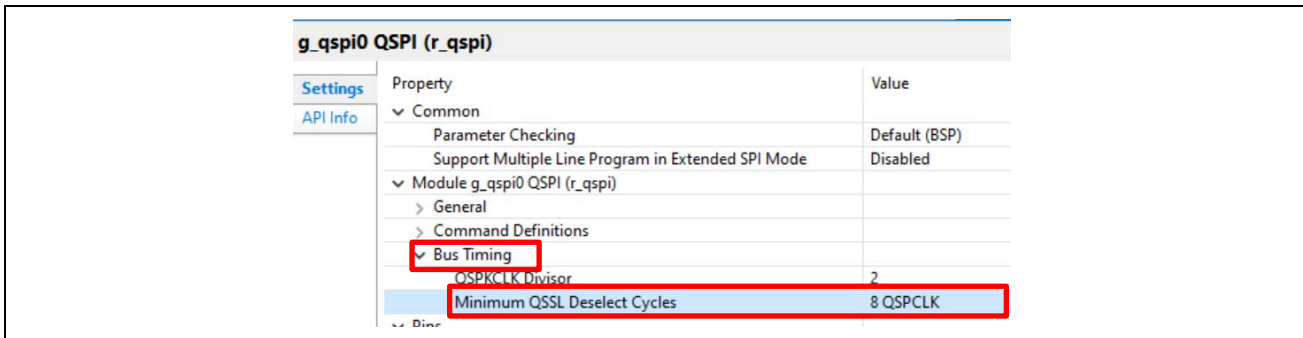 g_qspi0 QSPI (r_qspi)
Settings
API Info
Property Value
Common
Parameter Checking Default (BSP)
Support Multiple Line Program in Extended SPI Mode Disabled
Module g_qspi0 QSPI (r_qspi)
General
Command Definitions
Bus Timing
QSPKCLK Divisor 2
Minimum QSSL Deselect Cycles 8 QSPCLK
Pins